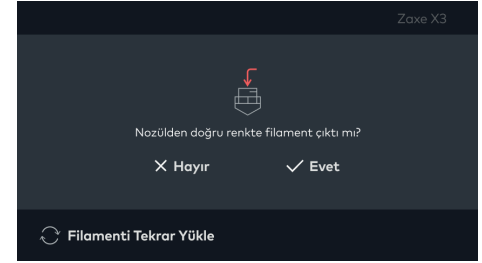 Zaxe X3
Nozülden doğru renkte filament çıktı mı?
Hayır
Evet
Filamenti Tekrar Yükle